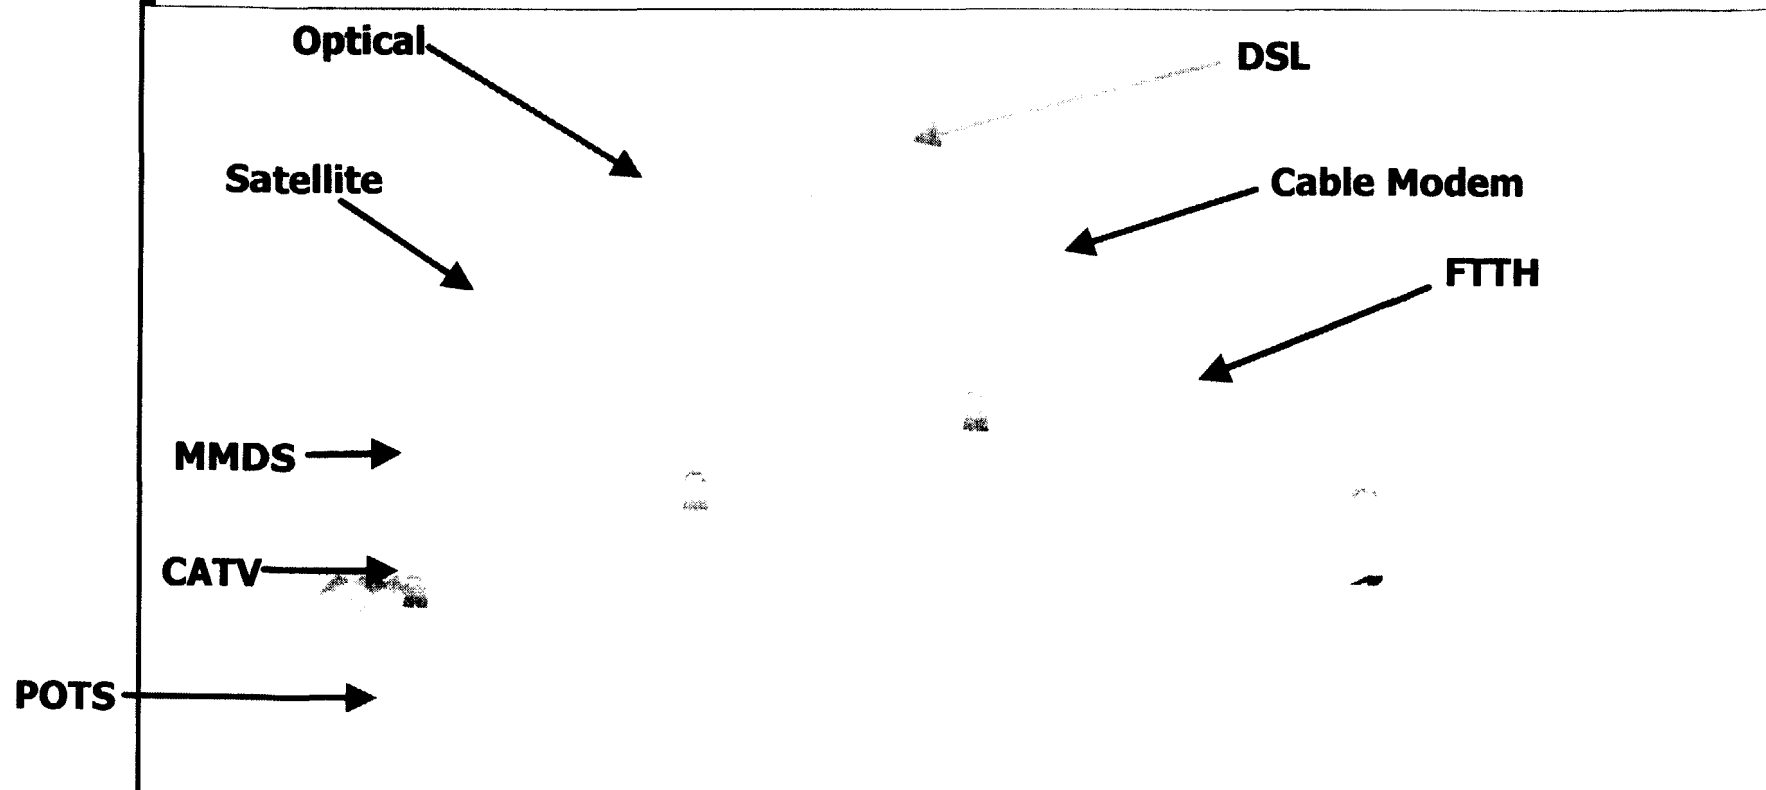 Optical
DSL
Satellite
Cable Modem
FTTH
MMDS
CATV
POTS